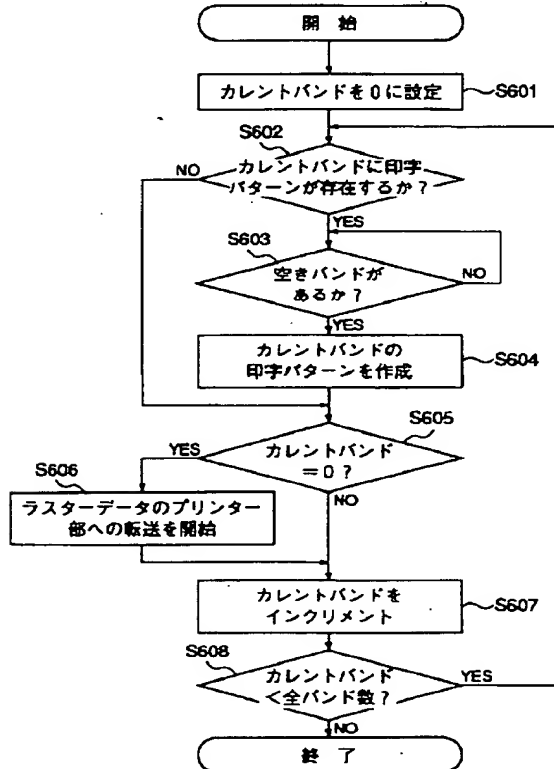 開 始
カレントバンドを0に設定
S601
S602
カレントバンドに印字
パターンが存在するか?
NO
YES
S603
空きバンドが
あるか?
NO
YES
カレントバンドの
印字パターンを作成
S604
S605
カレントバンド
=0?
YES
NO
S606
ラスターデータのプリンター
部への転送を開始
カレントバンドを
インクリメント
S607
S608
カレントバンド
<全バンド数?
YES
NO
終 了